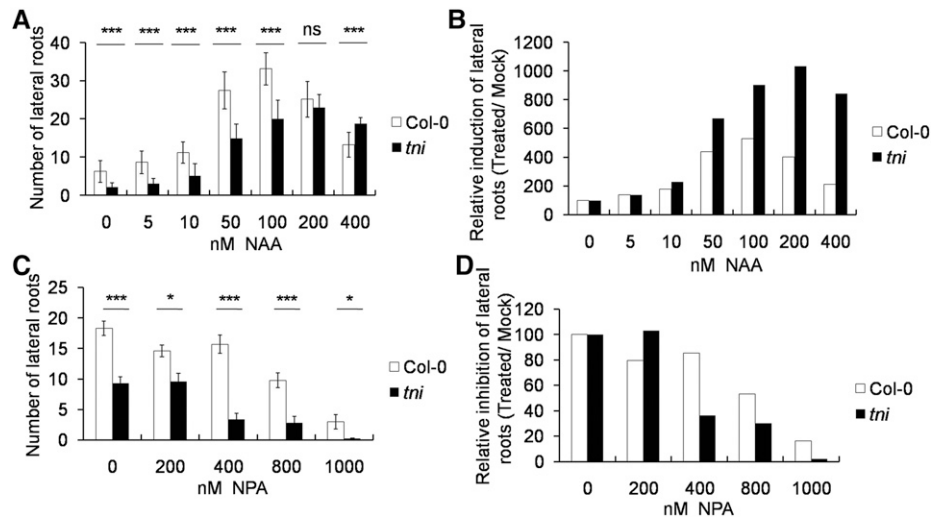 A
*** *** *** *** *** ns ***
Number of lateral roots
40
30
20
10
0
0 5 10 50 100 200 400
nM NAA
Col-0
tni
B
Relative induction of lateral
roots (Treated/ Mock)
1200
1000
800
600
400
200
0
0 5 10 50 100 200 400
nM NAA
Col-0
tni
C
*** * *** *** *
Number of lateral roots
25
20
15
10
5
0
0 200 400 800 1000
nM NPA
Col-0
tni
D
Relative inhibition of lateral
roots (Treated/ Mock)
120
100
80
60
40
20
0
0 200 400 800 1000
nM NPA
Col-0
tni